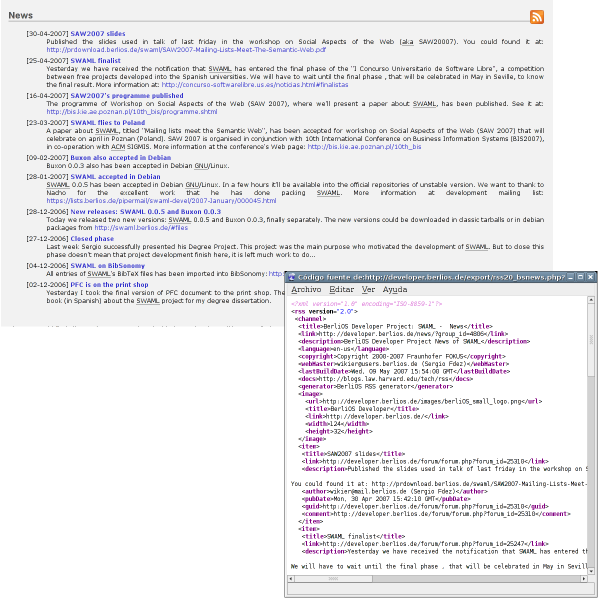 News
[30-04-2007] SAW2007 slides
Published the slides used in talk of last friday in the workshop on Social Aspects of the Web (aka SAW20007). You could found it at:
http://prdownload.berlios.de/swaml/SAW2007-Mailing-Lists-Meet-The-Semantic-Web.pdf
[25-04-2007] SWAML finalist
Yesterday we have received the notification that SWAML has entered the final phase of the "I Concurso Universitario de Software Libre", a competition
between free projects developed into the Spanish universities. We will have to wait until the final phase , that will be celebrated in May in Seville, to know
the final result. More information at: http://concursosoftwarelibre.us.es/noticias.html#finalistas
[16-04-2007] SAW2007's programme published
The programme of Workshop on Social Aspects of the Web (SAW 2007), where we'll present a paper about SWAML, has been published. See it at:
http://bis.kie.ae.poznan.pl/10th_bis/programme.shtml
[23-03-2007] SWAML flies to Poland
A paper about SWAML, titled "Mailing lists meet the Semantic Web", has been accepted for workshop on Social Aspects of the Web (SAW 2007) that will
celebrate on april in Poznan (Poland). SAW 2007 is organised in conjuction with 10th International Conference on Business Information Systems (BIS2007),
in co-operation with ACM SIGMIS. More information at the conference's Web page: http://bis.kie.ae.poznan.pl/10th_bis
[09-02-2007] Buxon also accepted in Debian
Buxon 0.0.3 also has been accepted in Debian GNU/Linux.
[28-01-2007] SWAML accepted in Debian
SWAML 0.0.5 has been accepted in Debian GNU/Linux. In a few hours it'll be available into the official repositories of unstable version. We want to thank to
Nacho for the excellent work that he has done packing SWAML. More information at development mailing list:
https://lists.berlios.de/pipermail/swaml-devel/2007-January/000045.html
[28-12-2006] New releases: SWAML 0.0.5 and Buxon 0.0.3
Today we released two new versions: SWAML 0.0.5 and Buxon 0.0.3, finally separately. The new versions could be downloaded in classic tarballs or in debian
packages from http://swaml.berlios.de/#files
[27-12-2006] Closed phase
Last week Sergio successfully presented his Degree Project. This project was the main purpose who motivated the development of SWAML. But to close this
phase doesn't mean that project development finish here, it is left much work to do...
[04-12-2006] SWAML on BibSonomy
All entries of SWAML's BibTeX files has been imported into BibSonomy: http:
[02-12-2006] PFC is on the print shop
Yesterday I took the final version of PFC document to the print shop. The
book (in Spanish) about the SWAML project for my degree dissertation.
Código fuente de:http://developer.berlios.de/export/rss20_bsnews.php?
Archivo Editar Ver Ayuda
<?xml version="1.0" encoding="ISO-8859-1"?>
<rss version="2.0">
<channel>
<title>BerliOS Developer Project: SWAML - News</title>
<link>http://developer.berlios.de/news/?group_id=4806</link>
<description>BerliOS Developer Project News of SWAML</description>
<language>en-us</language>
<copyright>Copyright 2000-2007 Fraunhofer FOKUS</copyright>
<webMaster>wikier@users.berlios.de (Sergio Fdez)</webMaster>
<lastBuildDate>Wed, 09 May 2007 15:54:00 GMT</lastBuildDate>
<docs>http://blogs.law.harvard.edu/tech/rss</docs>
<generator>BerliOS RSS generator</generator>
<image>
<url>http://developer.berlios.de/images/berliOS_small_logo.png</url>
<title>BerliOS Developer</title>
<link>http://developer.berlios.de/</link>
<width>124</width>
<height>32</height>
</image>
<item>
<title>SAW2007 slides</title>
<link>http://developer.berlios.de/forum/forum.php?forum_id=25310</link>
<description>Published the slides used in talk of last friday in the workshop on S
You could found it at: http://prdownload.berlios.de/swaml/SAW2007-Mailing-Lists-Meet-
<author>wikier@mail.berlios.de (Sergio Fdez)</author>
<pubDate>Mon, 30 Apr 2007 15:42:10 GMT</pubDate>
<guid>http://developer.berlios.de/forum/forum.php?forum_id=25310</guid>
<comment>http://developer.berlios.de/forum/forum.php?forum_id=25310</comment>
</item>
<item>
<title>SWAML finalist</title>
<link>http://developer.berlios.de/forum/forum.php?forum_id=25247</link>
<description>Yesterday we have received the notification that SWAML has entered th
We will have to wait until the final phase , that will be celebrated in May in Sevill